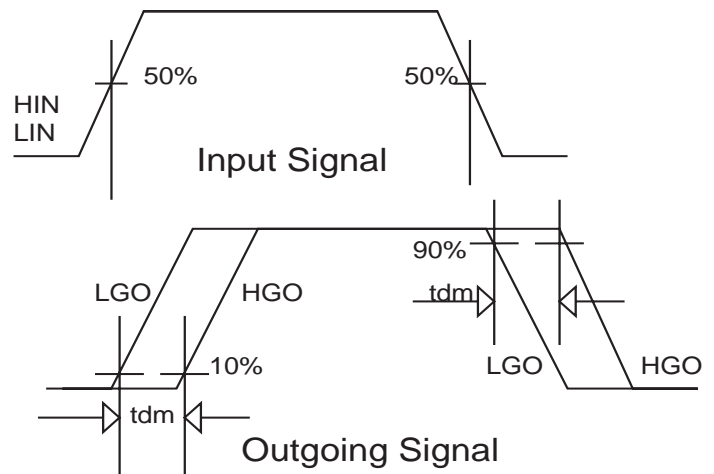 50%
50%
HIN
LIN
Input Signal
90%
LGO
HGO
tdm
10%
LGO
HGO
tdm
Outgoing Signal